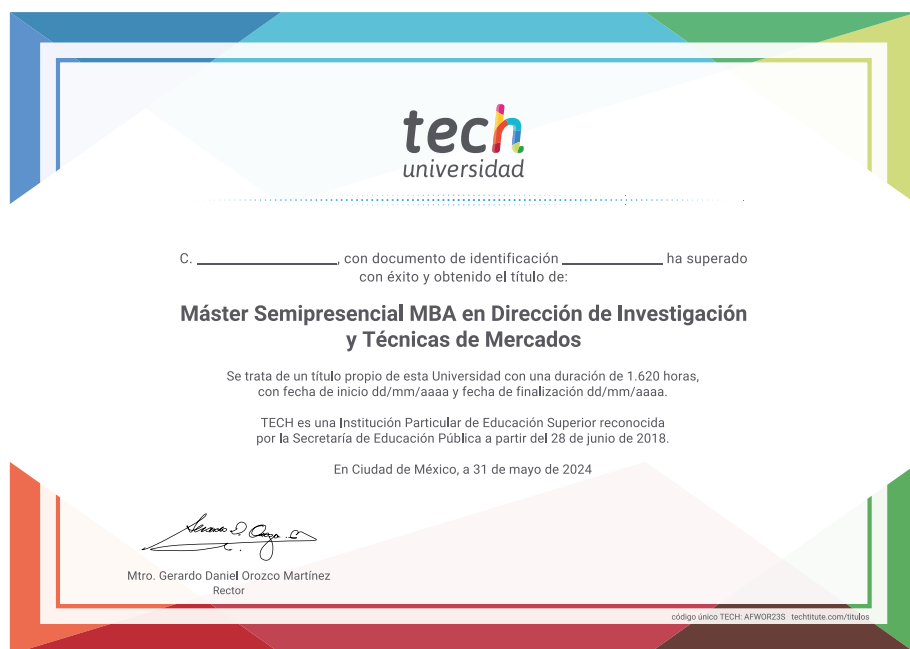 tech
universidad
C. ____________, con documento de identificación ____________ ha superado
con éxito y obtenido el título de:
Máster Semipresencial MBA en Dirección de Investigación
y Técnicas de Mercados
Se trata de un título propio de esta Universidad con una duración de 1.620 horas,
con fecha de inicio dd/mm/aaaa y fecha de finalización dd/mm/aaaa.
TECH es una Institución Particular de Educación Superior reconocida
por la Secretaría de Educación Pública a partir del 28 de junio de 2018.
En Ciudad de México, a 31 de mayo de 2024
Mtro. Gerardo Daniel Orozco Martínez
Rector
código único TECH: AFWOR23S techtitute.com/titulos